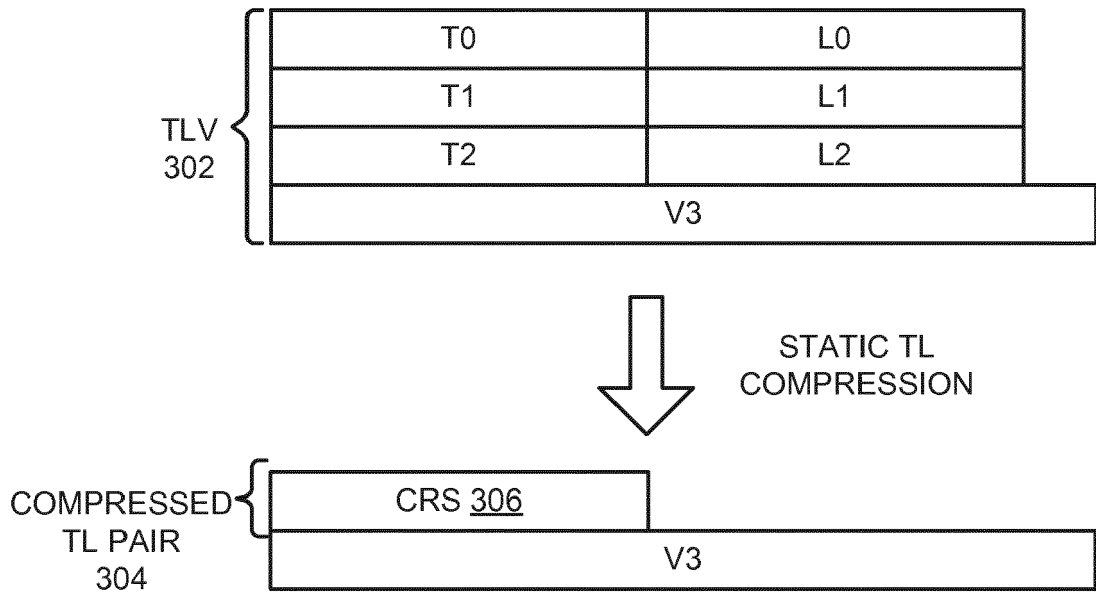 T0 L0
T1 L1
TLV
302
T2 L2
V3
STATIC TL
COMPRESSION
COMPRESSED
TL PAIR
304
CRS 306
V3